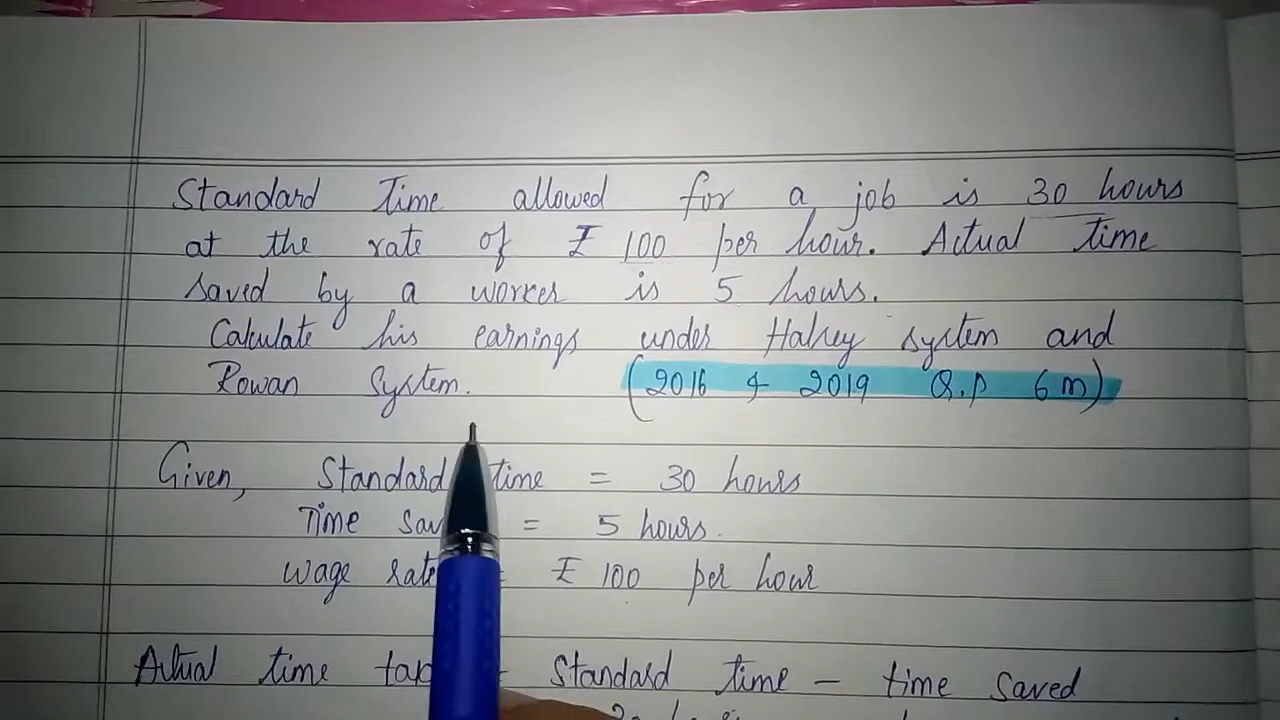 Standard Time allowed for a job is 30 hours
at the rate of ₹ 100 per hour. Actual Time
saved by a worker is 5 hours.
Calculate his earnings under Halsey system and
Rowan System. (2016 & 2019 Q.P 6m)
Given, Standard time = 30 hours
Time = 5 hours.
wage rate ₹ 100 per hour
Actual time Standard time - time saved